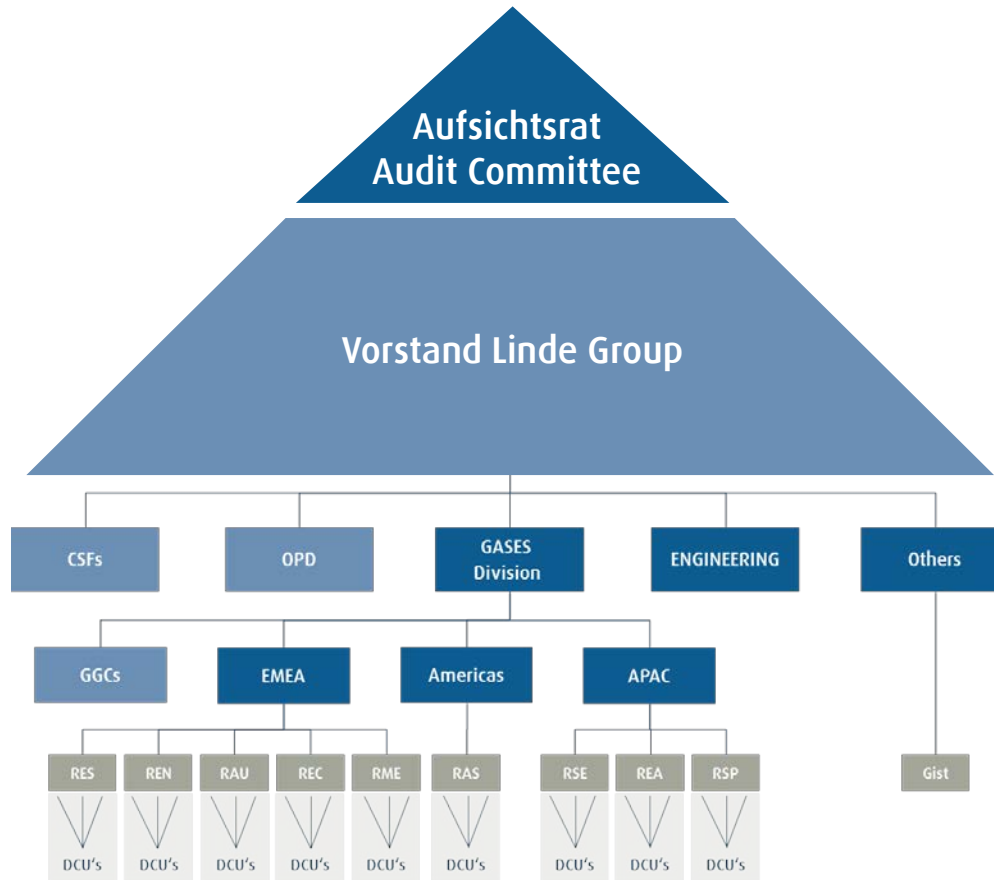 Aufsichtsrat
Audit Committee
Vorstand Linde Group
CSFs
OPD
GASES
Division
ENGINEERING
Others
GGCs
EMEA
Americas
APAC
RES
REN
RAU
REC
RME
RAS
RSE
REA
RSP
Gist
DCU‘s
DCU‘s
DCU‘s
DCU‘s
DCU‘s
DCU‘s
DCU‘s
DCU‘s
DCU‘s